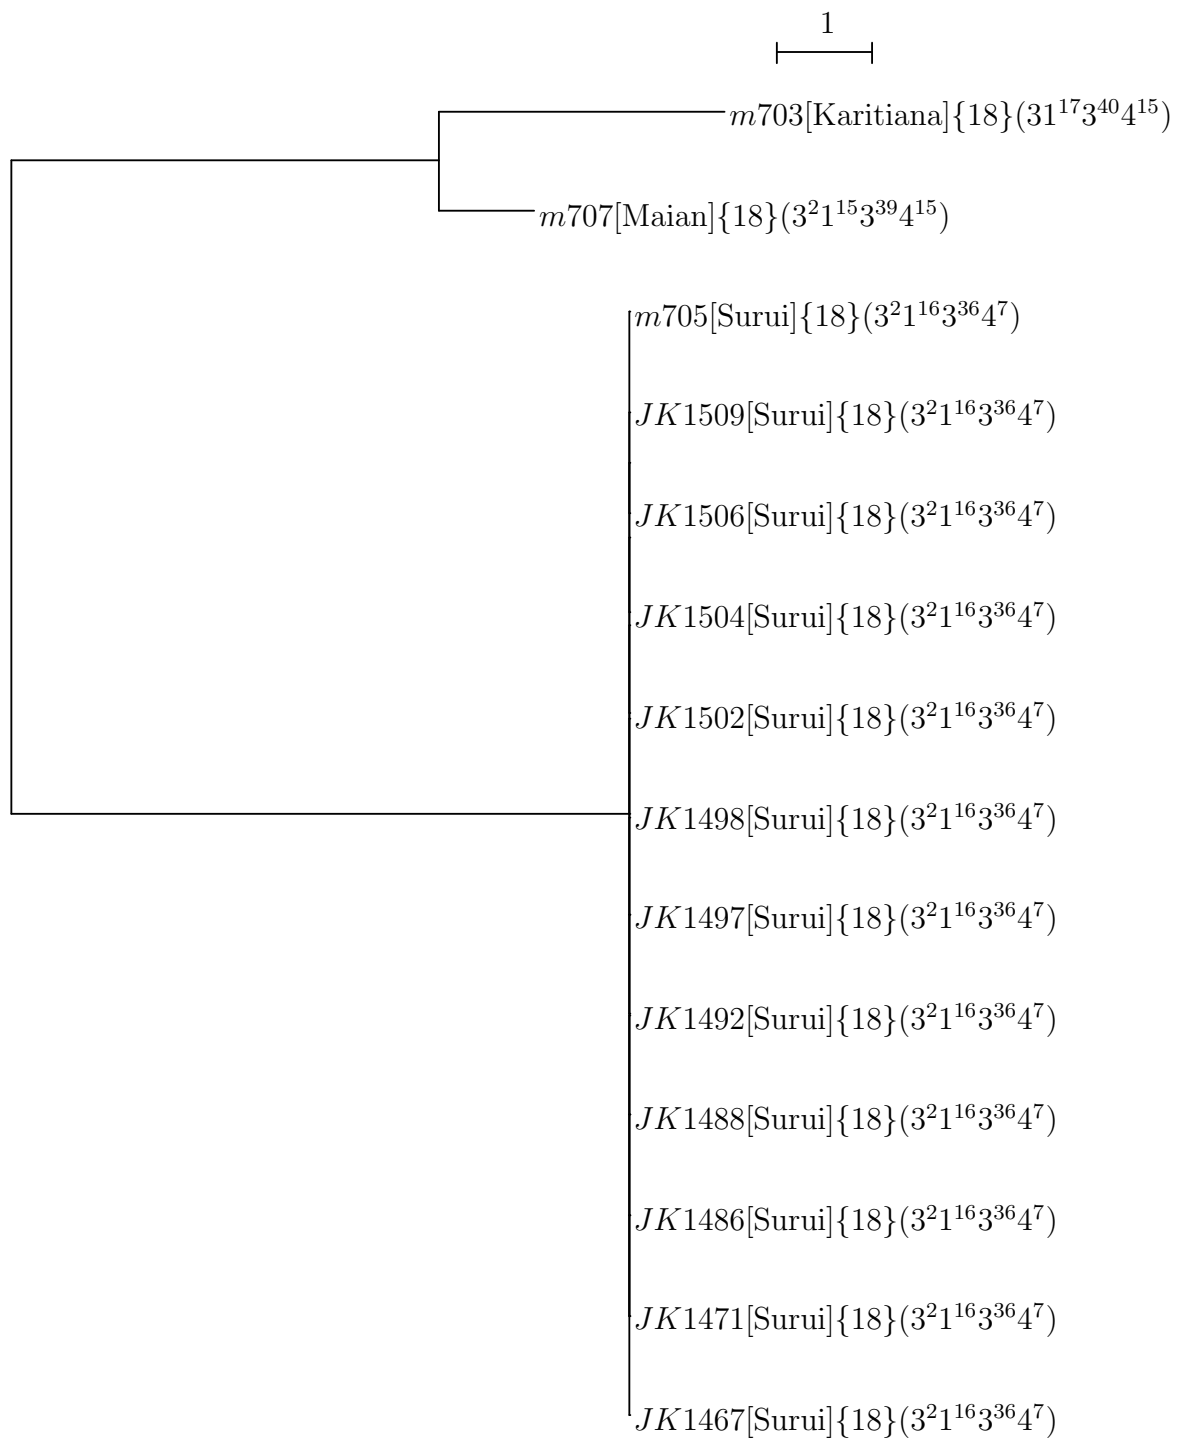 1
m703[Karitiana]{18}(31¹⁷3⁴⁰4¹⁵)
m707[Maian]{18}(3²1¹⁵3³⁹4¹⁵)
m705[Surui]{18}(3²1¹⁶3³⁶4⁷)
JK1509[Surui]{18}(3²1¹⁶3³⁶4⁷)
JK1506[Surui]{18}(3²1¹⁶3³⁶4⁷)
JK1504[Surui]{18}(3²1¹⁶3³⁶4⁷)
JK1502[Surui]{18}(3²1¹⁶3³⁶4⁷)
JK1498[Surui]{18}(3²1¹⁶3³⁶4⁷)
JK1497[Surui]{18}(3²1¹⁶3³⁶4⁷)
JK1492[Surui]{18}(3²1¹⁶3³⁶4⁷)
JK1488[Surui]{18}(3²1¹⁶3³⁶4⁷)
JK1486[Surui]{18}(3²1¹⁶3³⁶4⁷)
JK1471[Surui]{18}(3²1¹⁶3³⁶4⁷)
JK1467[Surui]{18}(3²1¹⁶3³⁶4⁷)